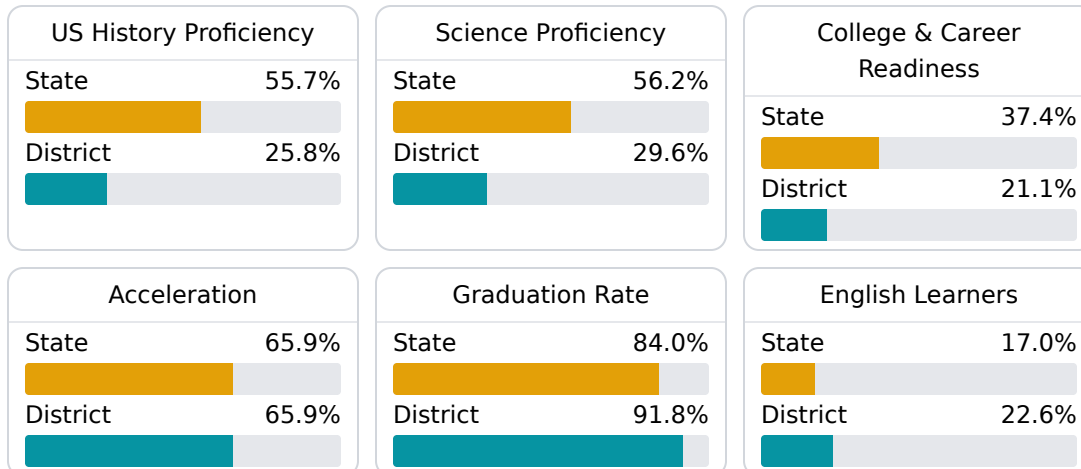 US History Proficiency
State 55.7%
District 25.8%
Science Proficiency
State 56.2%
District 29.6%
College & Career
Readiness
State 37.4%
District 21.1%
Acceleration
State 65.9%
District 65.9%
Graduation Rate
State 84.0%
District 91.8%
English Learners
State 17.0%
District 22.6%